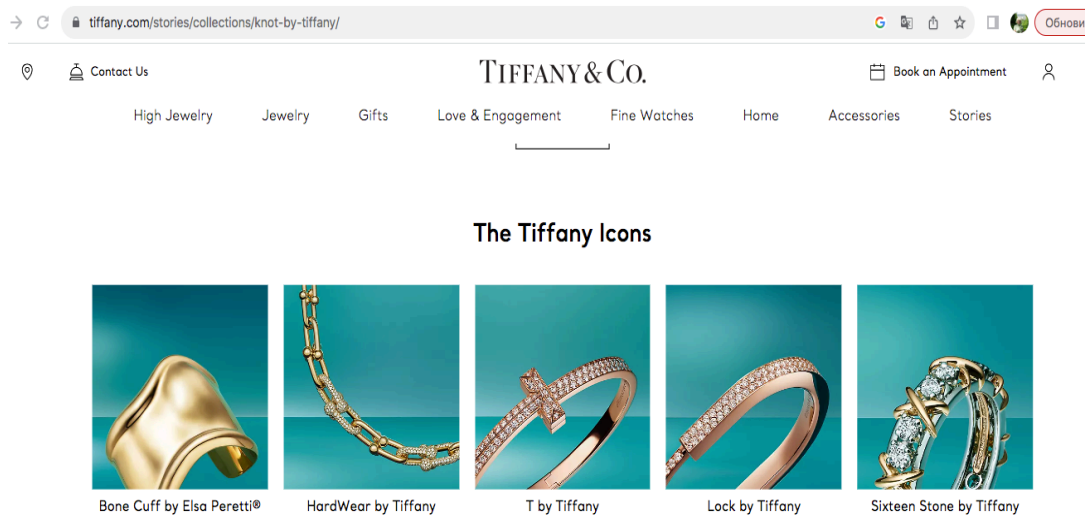 tiffany.com/stories/collections/knot-by-tiffany/
Обнови
Contact Us
TIFFANY & CO.
Book an Appointment
High Jewelry Jewelry Gifts Love & Engagement Fine Watches Home Accessories Stories
The Tiffany Icons
Bone Cuff by Elsa Peretti® HardWear by Tiffany T by Tiffany Lock by Tiffany Sixteen Stone by Tiffany